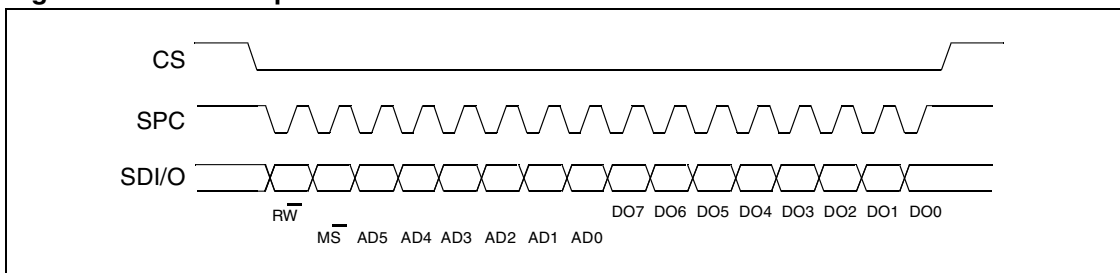 CS
SPC
SDI/O
RW DO7 DO6 DO5 DO4 DO3 DO2 DO1 DO0
MS AD5 AD4 AD3 AD2 AD1 AD0